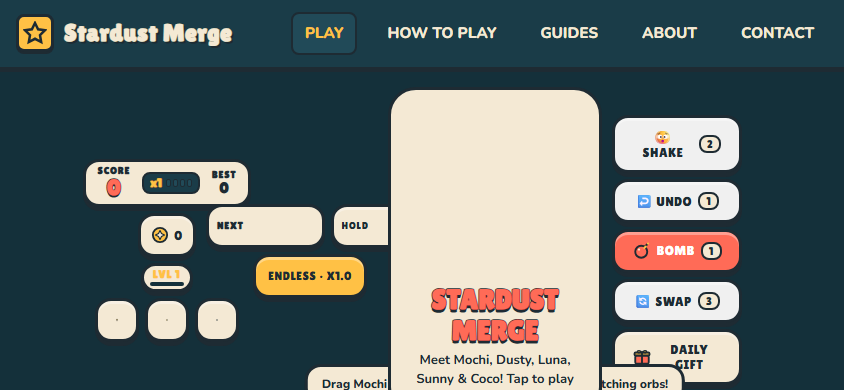 Stardust Merge
PLAY HOW TO PLAY GUIDES ABOUT CONTACT
SCORE
0
x1
BEST
0
0
NEXT
HOLD
LVL 1
ENDLESS · X1.0
STARDUST
MERGE
Meet Mochi, Dusty, Luna,
Sunny & Coco! Tap to play
Drag Mochi
tching orbs!
SHAKE 2
UNDO 1
BOMB 1
SWAP 3
DAILY
GIFT